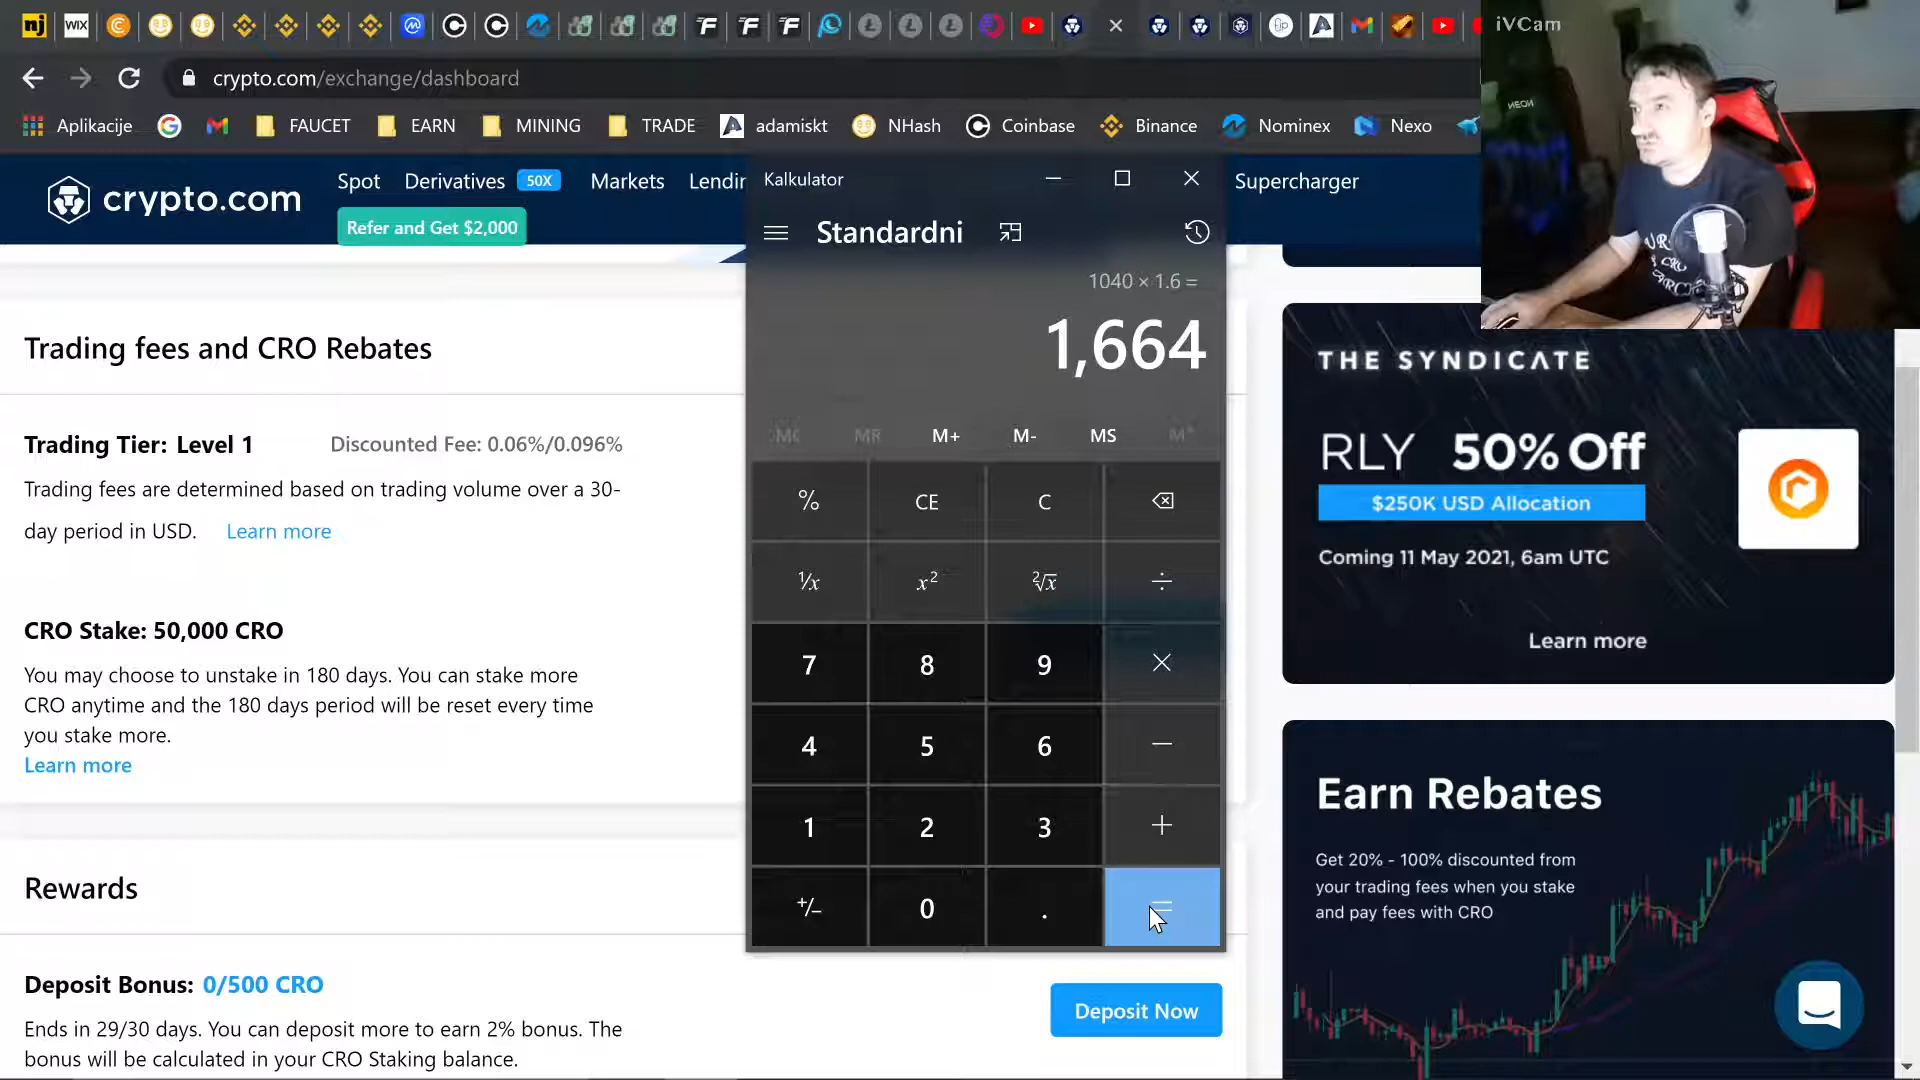 iVCam
crypto.com/exchange/dashboard
Aplikacije
FAUCET
EARN
MINING
TRADE
adamiskt
NHash
Coinbase
Binance
Nominex
Nexo
NEON
crypto.com
Spot
Derivatives
50X
Markets
Lendin
Supercharger
Refer and Get $2,000
Kalkulator
Standardni
1040 × 1.6 =
1,664
MC MR M+ M- MS M
% CE C
1/x x² ²√x ÷
7 8 9 ×
4 5 6 −
1 2 3 +
+/− 0 . =
Trading fees and CRO Rebates
Trading Tier: Level 1
Discounted Fee: 0.06%/0.096%
Trading fees are determined based on trading volume over a 30-
day period in USD. Learn more
CRO Stake: 50,000 CRO
You may choose to unstake in 180 days. You can stake more
CRO anytime and the 180 days period will be reset every time
you stake more.
Learn more
Rewards
Deposit Bonus: 0/500 CRO
Ends in 29/30 days. You can deposit more to earn 2% bonus. The
bonus will be calculated in your CRO Staking balance.
Deposit Now
THE SYNDICATE
RLY 50% Off
$250K USD Allocation
Coming 11 May 2021, 6am UTC
Learn more
Earn Rebates
Get 20% - 100% discounted from
your trading fees when you stake
and pay fees with CRO